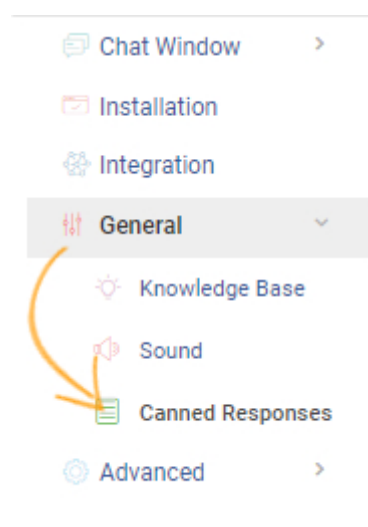 Chat Window
Installation
Integration
General
Knowledge Base
Sound
Canned Responses
Advanced